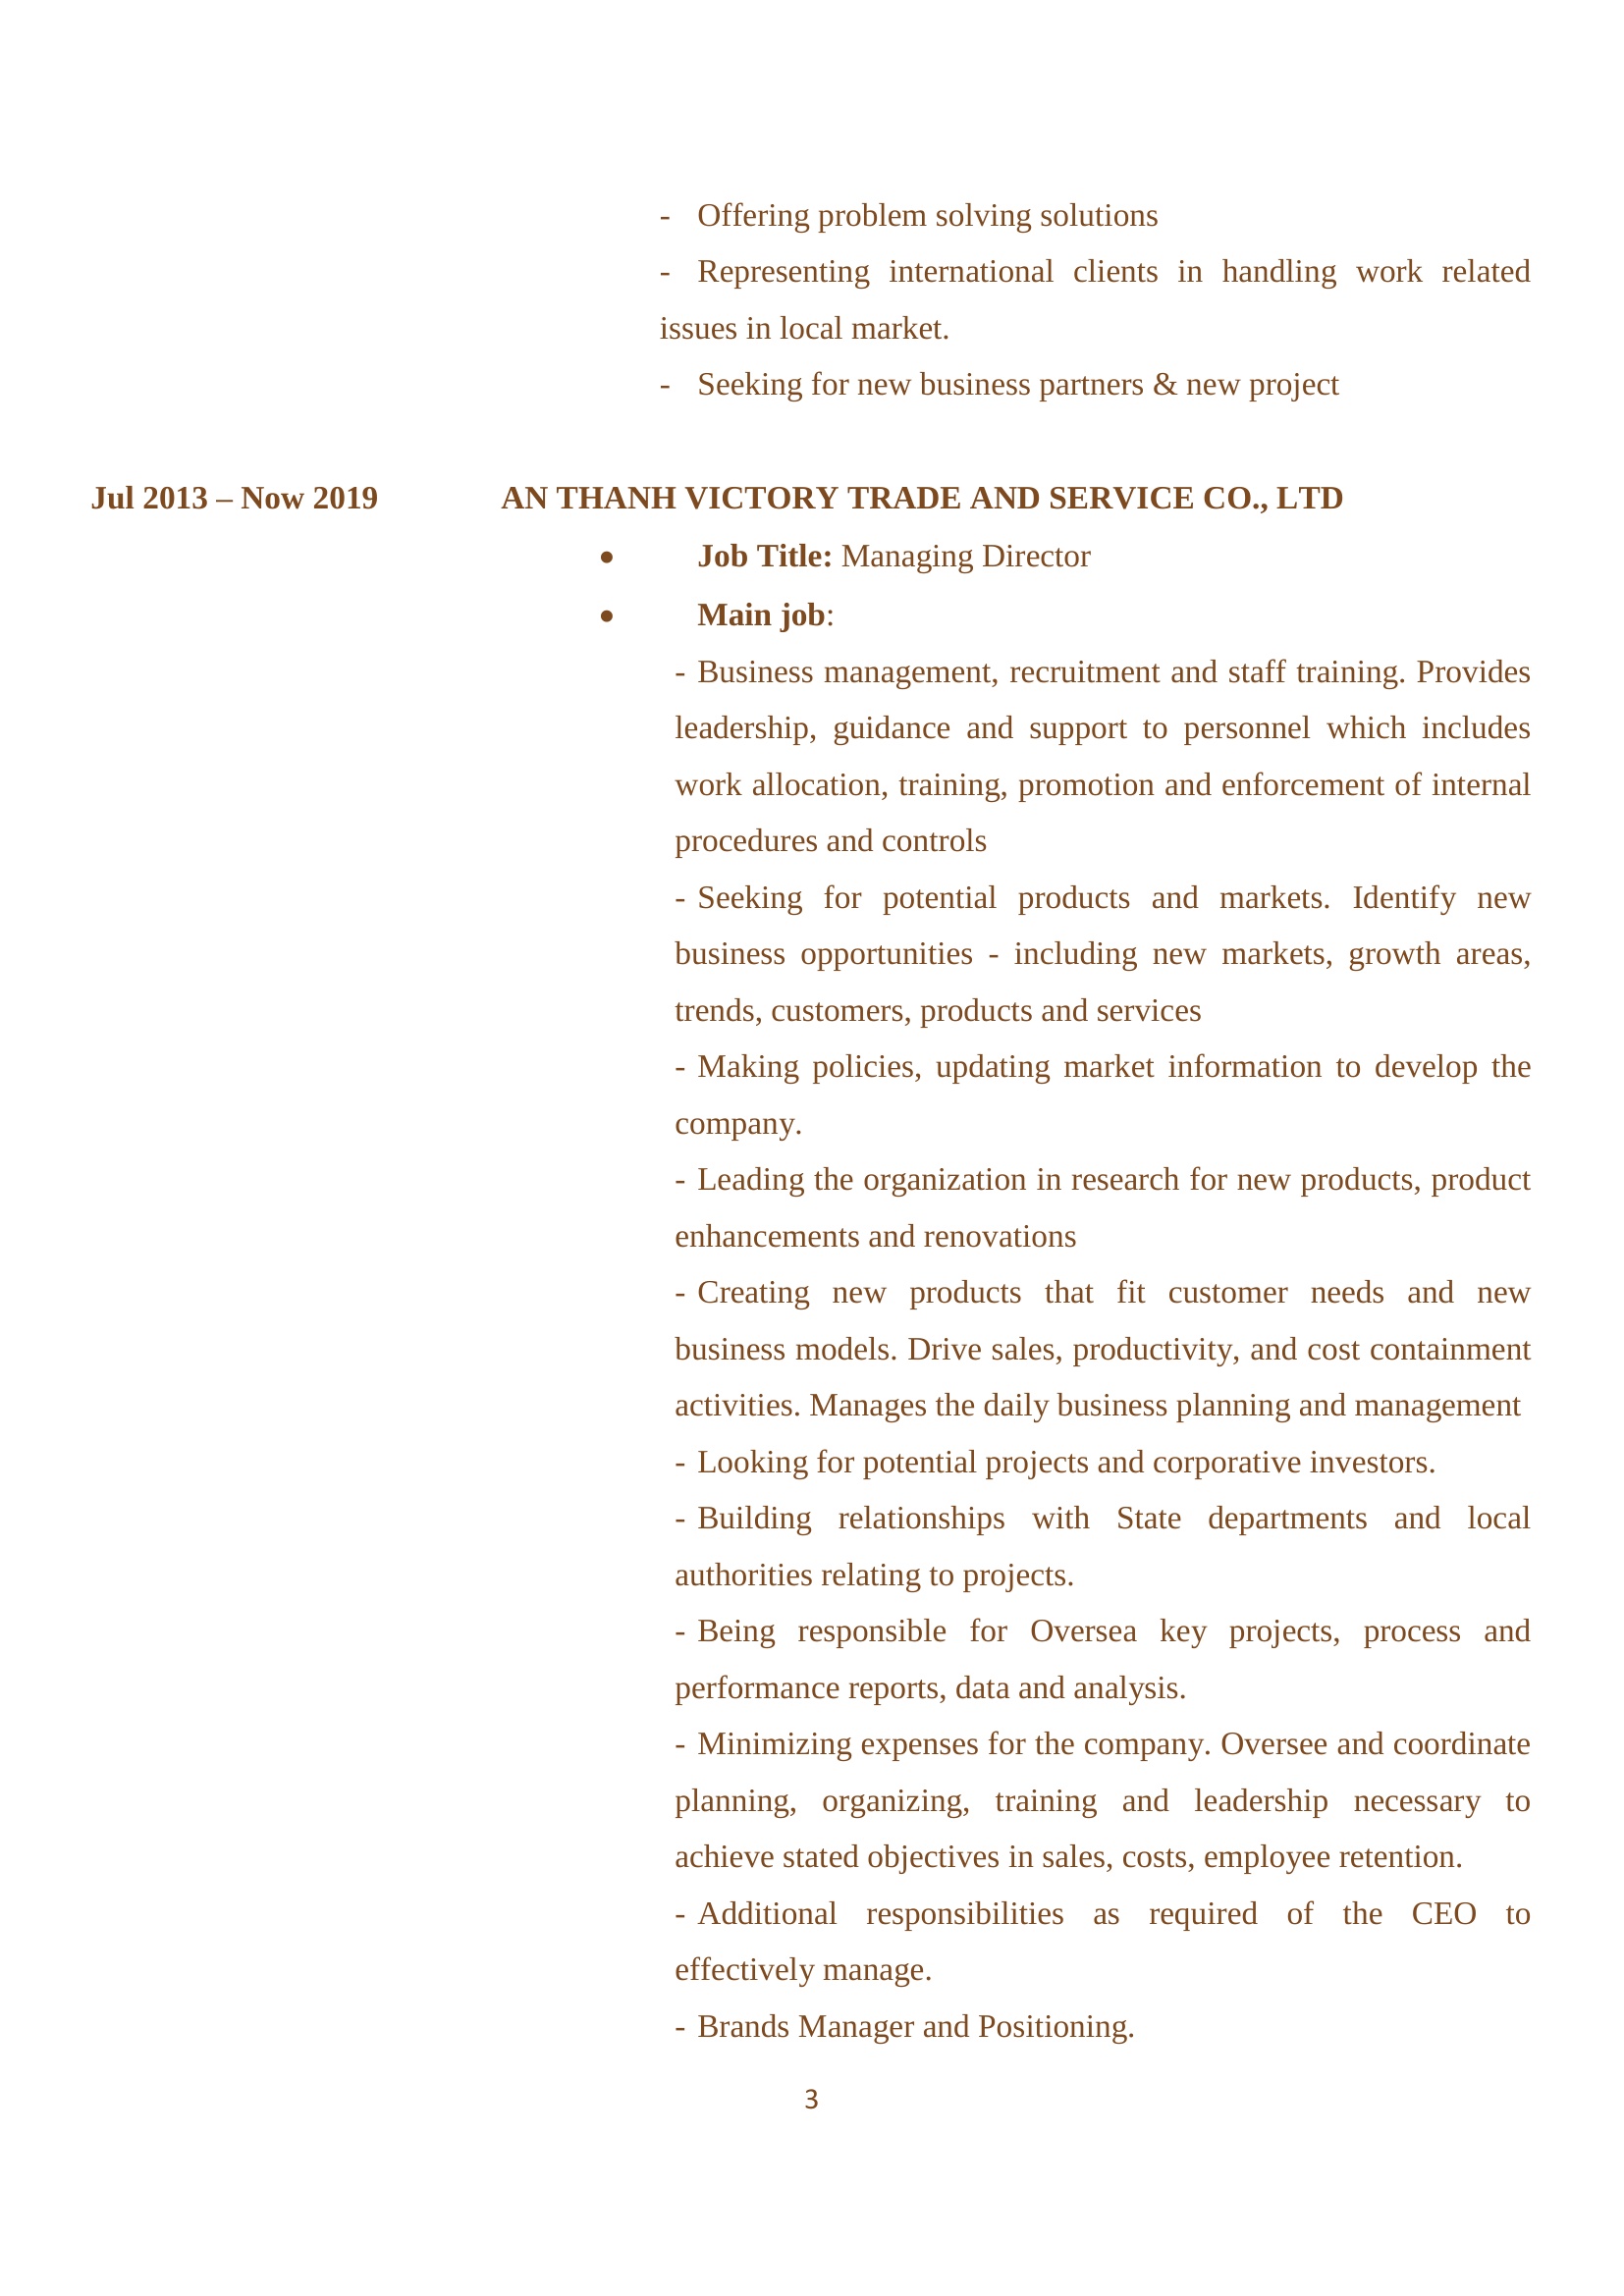 - Offering problem solving solutions
- Representing international clients in handling work related
issues in local market.
- Seeking for new business partners & new project
Jul 2013 – Now 2019 AN THANH VICTORY TRADE AND SERVICE CO., LTD
• Job Title: Managing Director
• Main job:
- Business management, recruitment and staff training. Provides
leadership, guidance and support to personnel which includes
work allocation, training, promotion and enforcement of internal
procedures and controls
- Seeking for potential products and markets. Identify new
business opportunities - including new markets, growth areas,
trends, customers, products and services
- Making policies, updating market information to develop the
company.
- Leading the organization in research for new products, product
enhancements and renovations
- Creating new products that fit customer needs and new
business models. Drive sales, productivity, and cost containment
activities. Manages the daily business planning and management
- Looking for potential projects and corporative investors.
- Building relationships with State departments and local
authorities relating to projects.
- Being responsible for Oversea key projects, process and
performance reports, data and analysis.
- Minimizing expenses for the company. Oversee and coordinate
planning, organizing, training and leadership necessary to
achieve stated objectives in sales, costs, employee retention.
- Additional responsibilities as required of the CEO to
effectively manage.
- Brands Manager and Positioning.
3